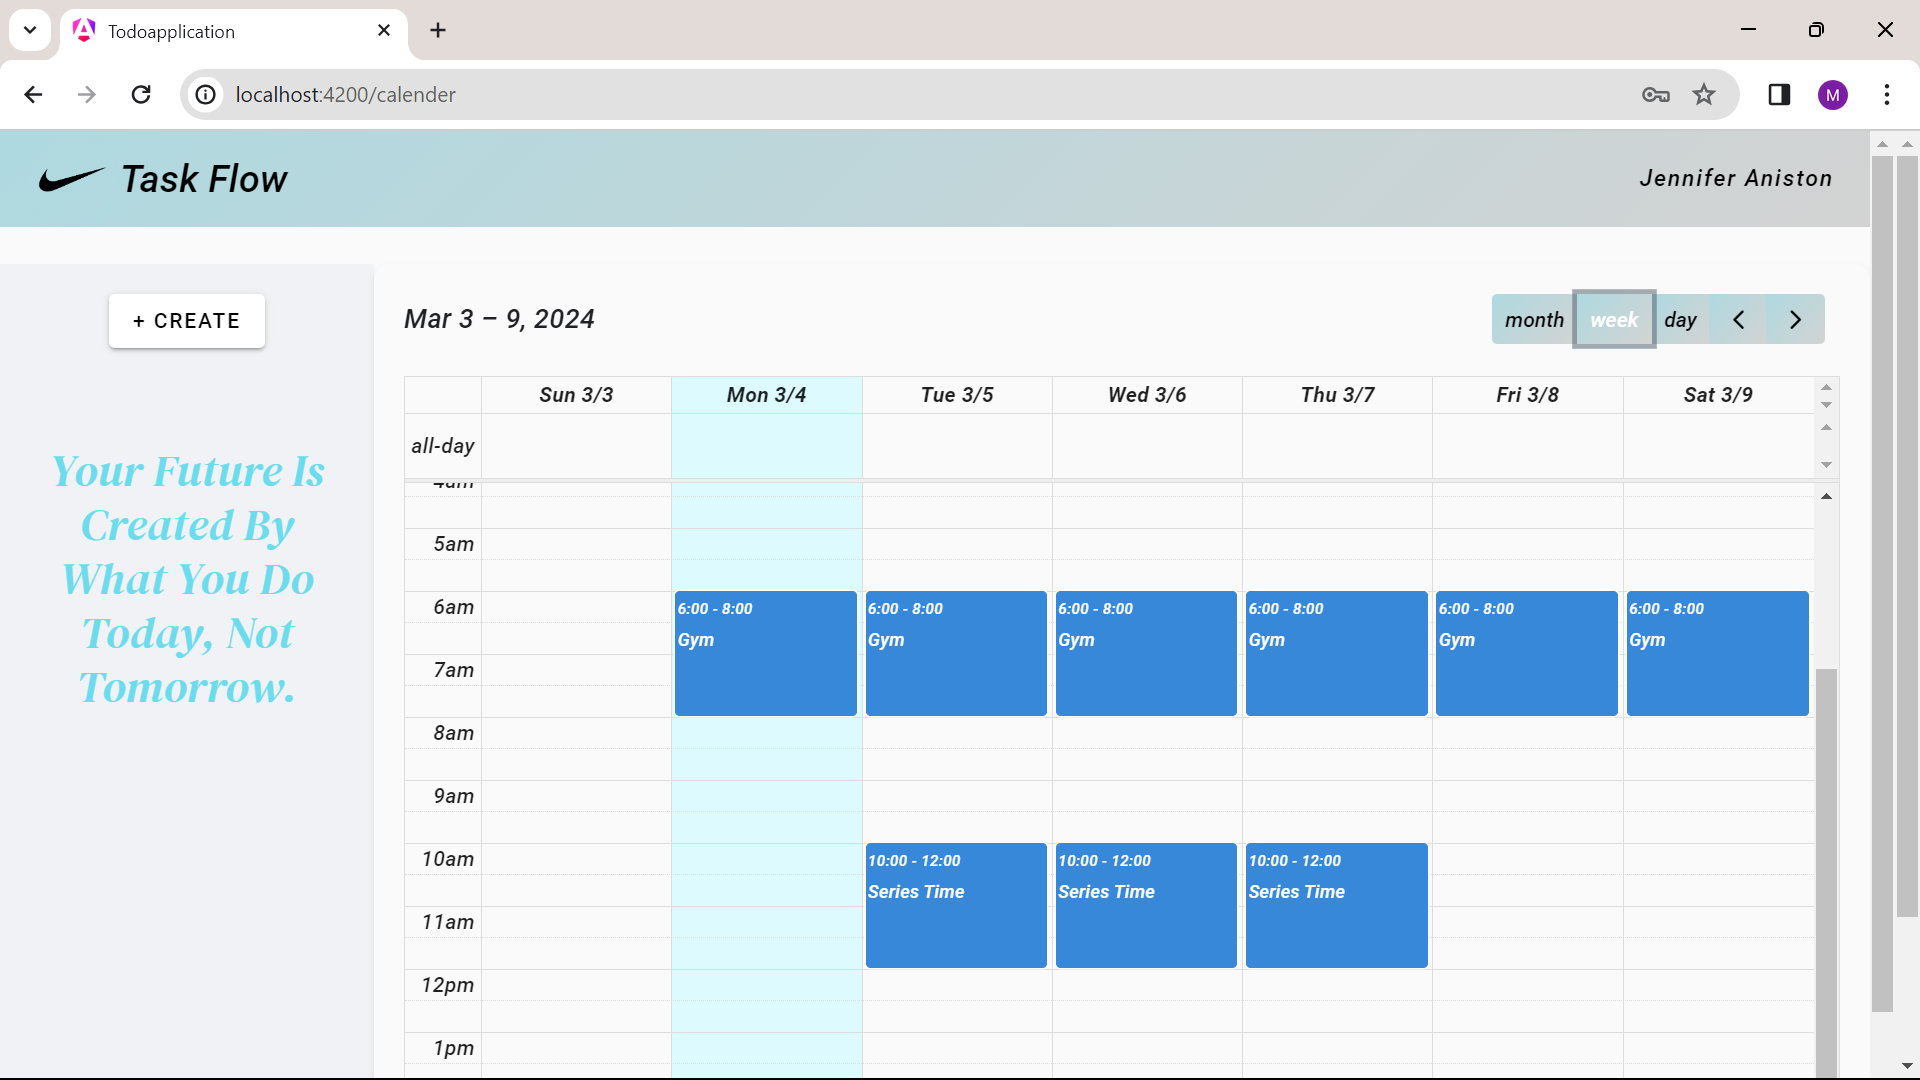 Todoapplication
localhost:4200/calender
M
Task Flow
Jennifer Aniston
+ CREATE
Your Future Is
Created By
What You Do
Today, Not
Tomorrow.
Mar 3 – 9, 2024
month week day
Sun 3/3 Mon 3/4 Tue 3/5 Wed 3/6 Thu 3/7 Fri 3/8 Sat 3/9
all-day
4am
5am
6am
6:00 - 8:00 6:00 - 8:00 6:00 - 8:00 6:00 - 8:00 6:00 - 8:00 6:00 - 8:00
Gym Gym Gym Gym Gym Gym
7am
8am
9am
10am
10:00 - 12:00 10:00 - 12:00 10:00 - 12:00
Series Time Series Time Series Time
11am
12pm
1pm